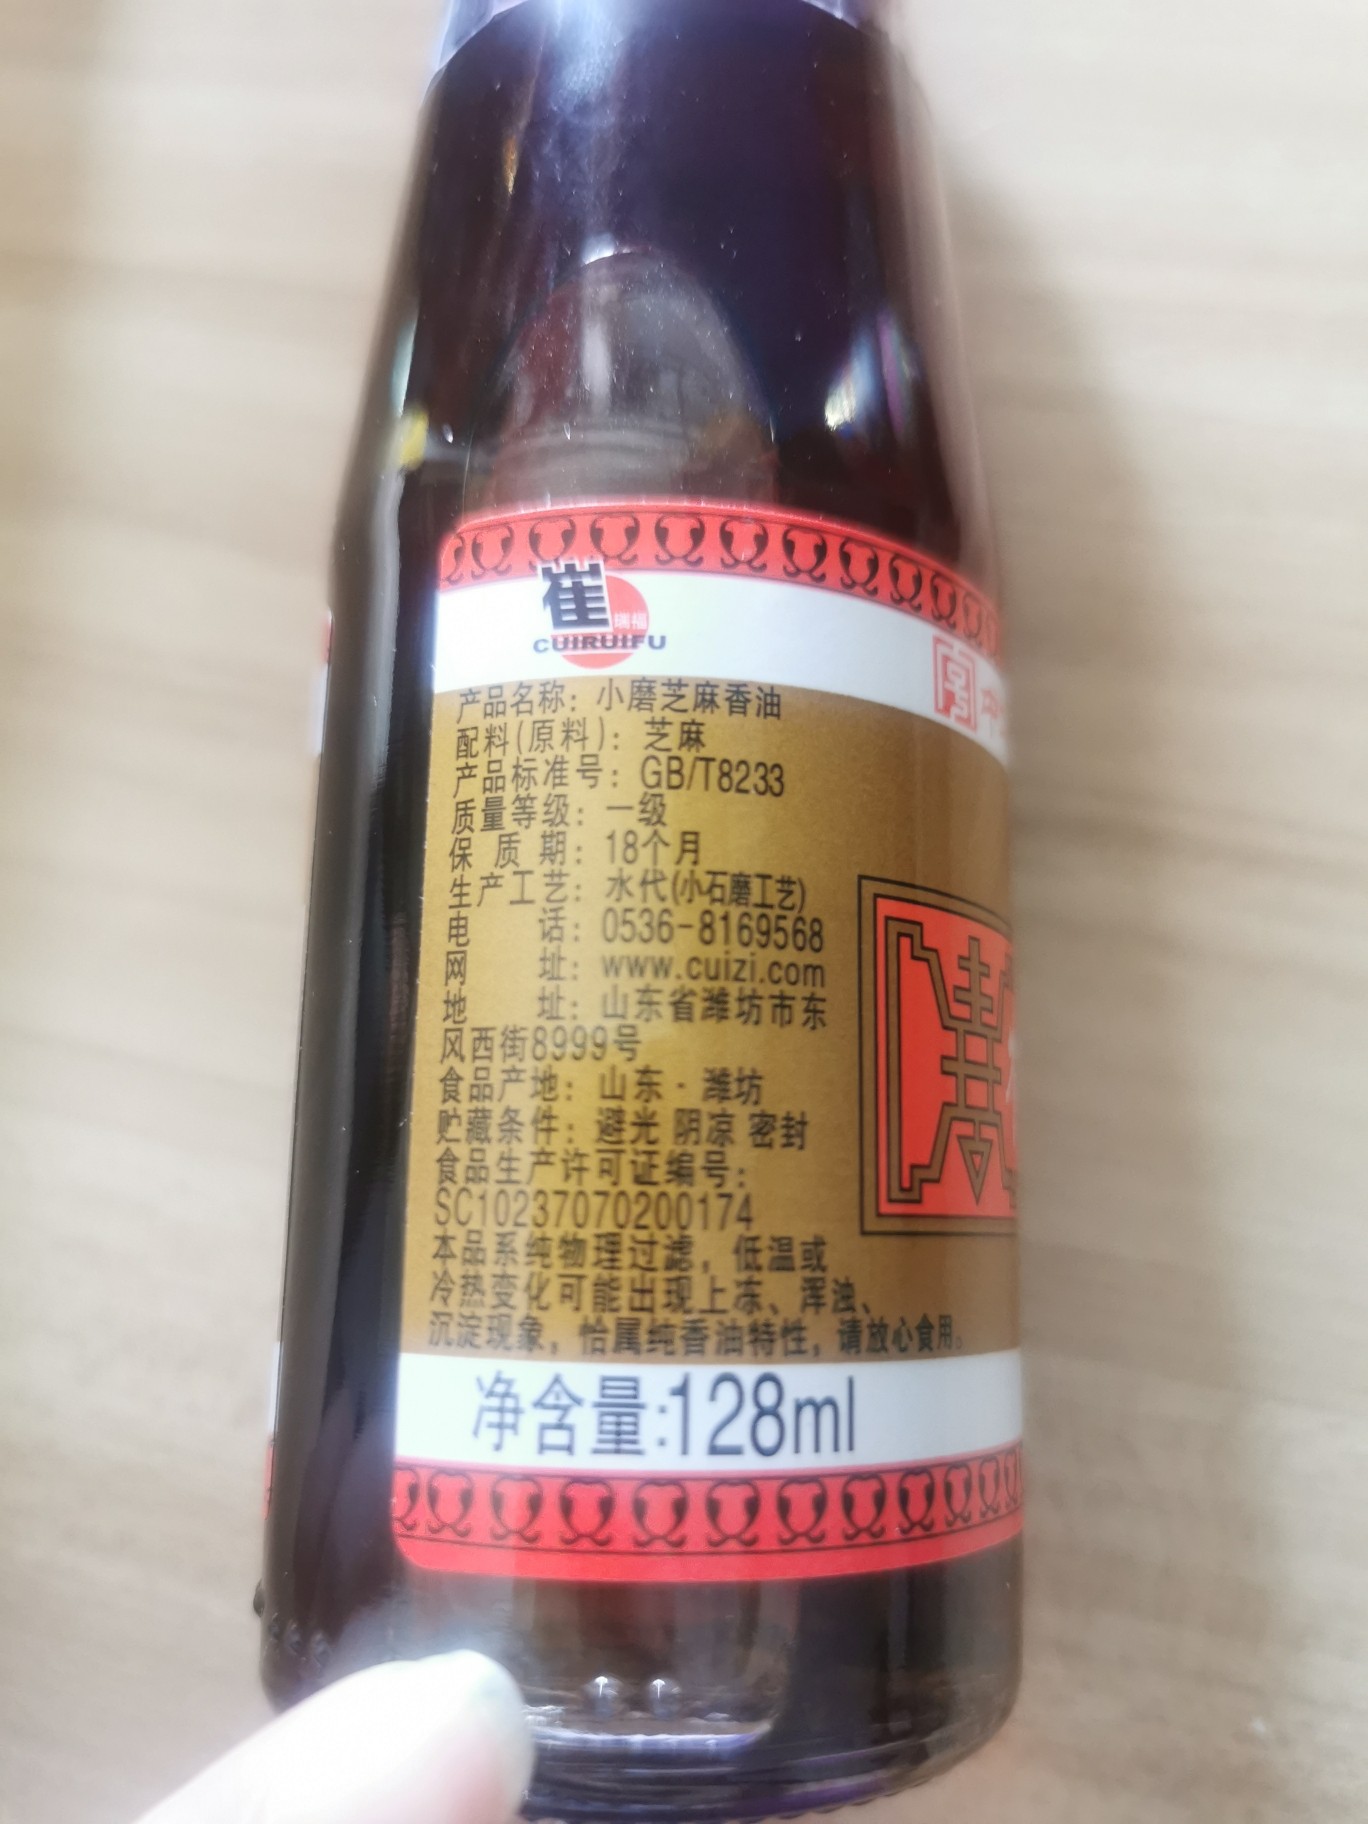 崔
瑞福
CUIRUIFU
号 中
产品名称：小磨芝麻香油
配料(原料)：芝麻
产品标准号：GB/T8233
质量等级：一级
保质期：18个月
生产工艺：水代(小石磨工艺)
电话：0536-8169568
网址：www.cuizi.com
地址：山东省潍坊市东
风西街8999号
食品产地：山东·潍坊
贮藏条件：避光 阴凉 密封
食品生产许可证编号：
SC10237070200174
本品系纯物理过滤，低温或
冷热变化可能出现上冻、浑浊、
沉淀现象，恰属纯香油特性，请放心食用。
净含量:128ml